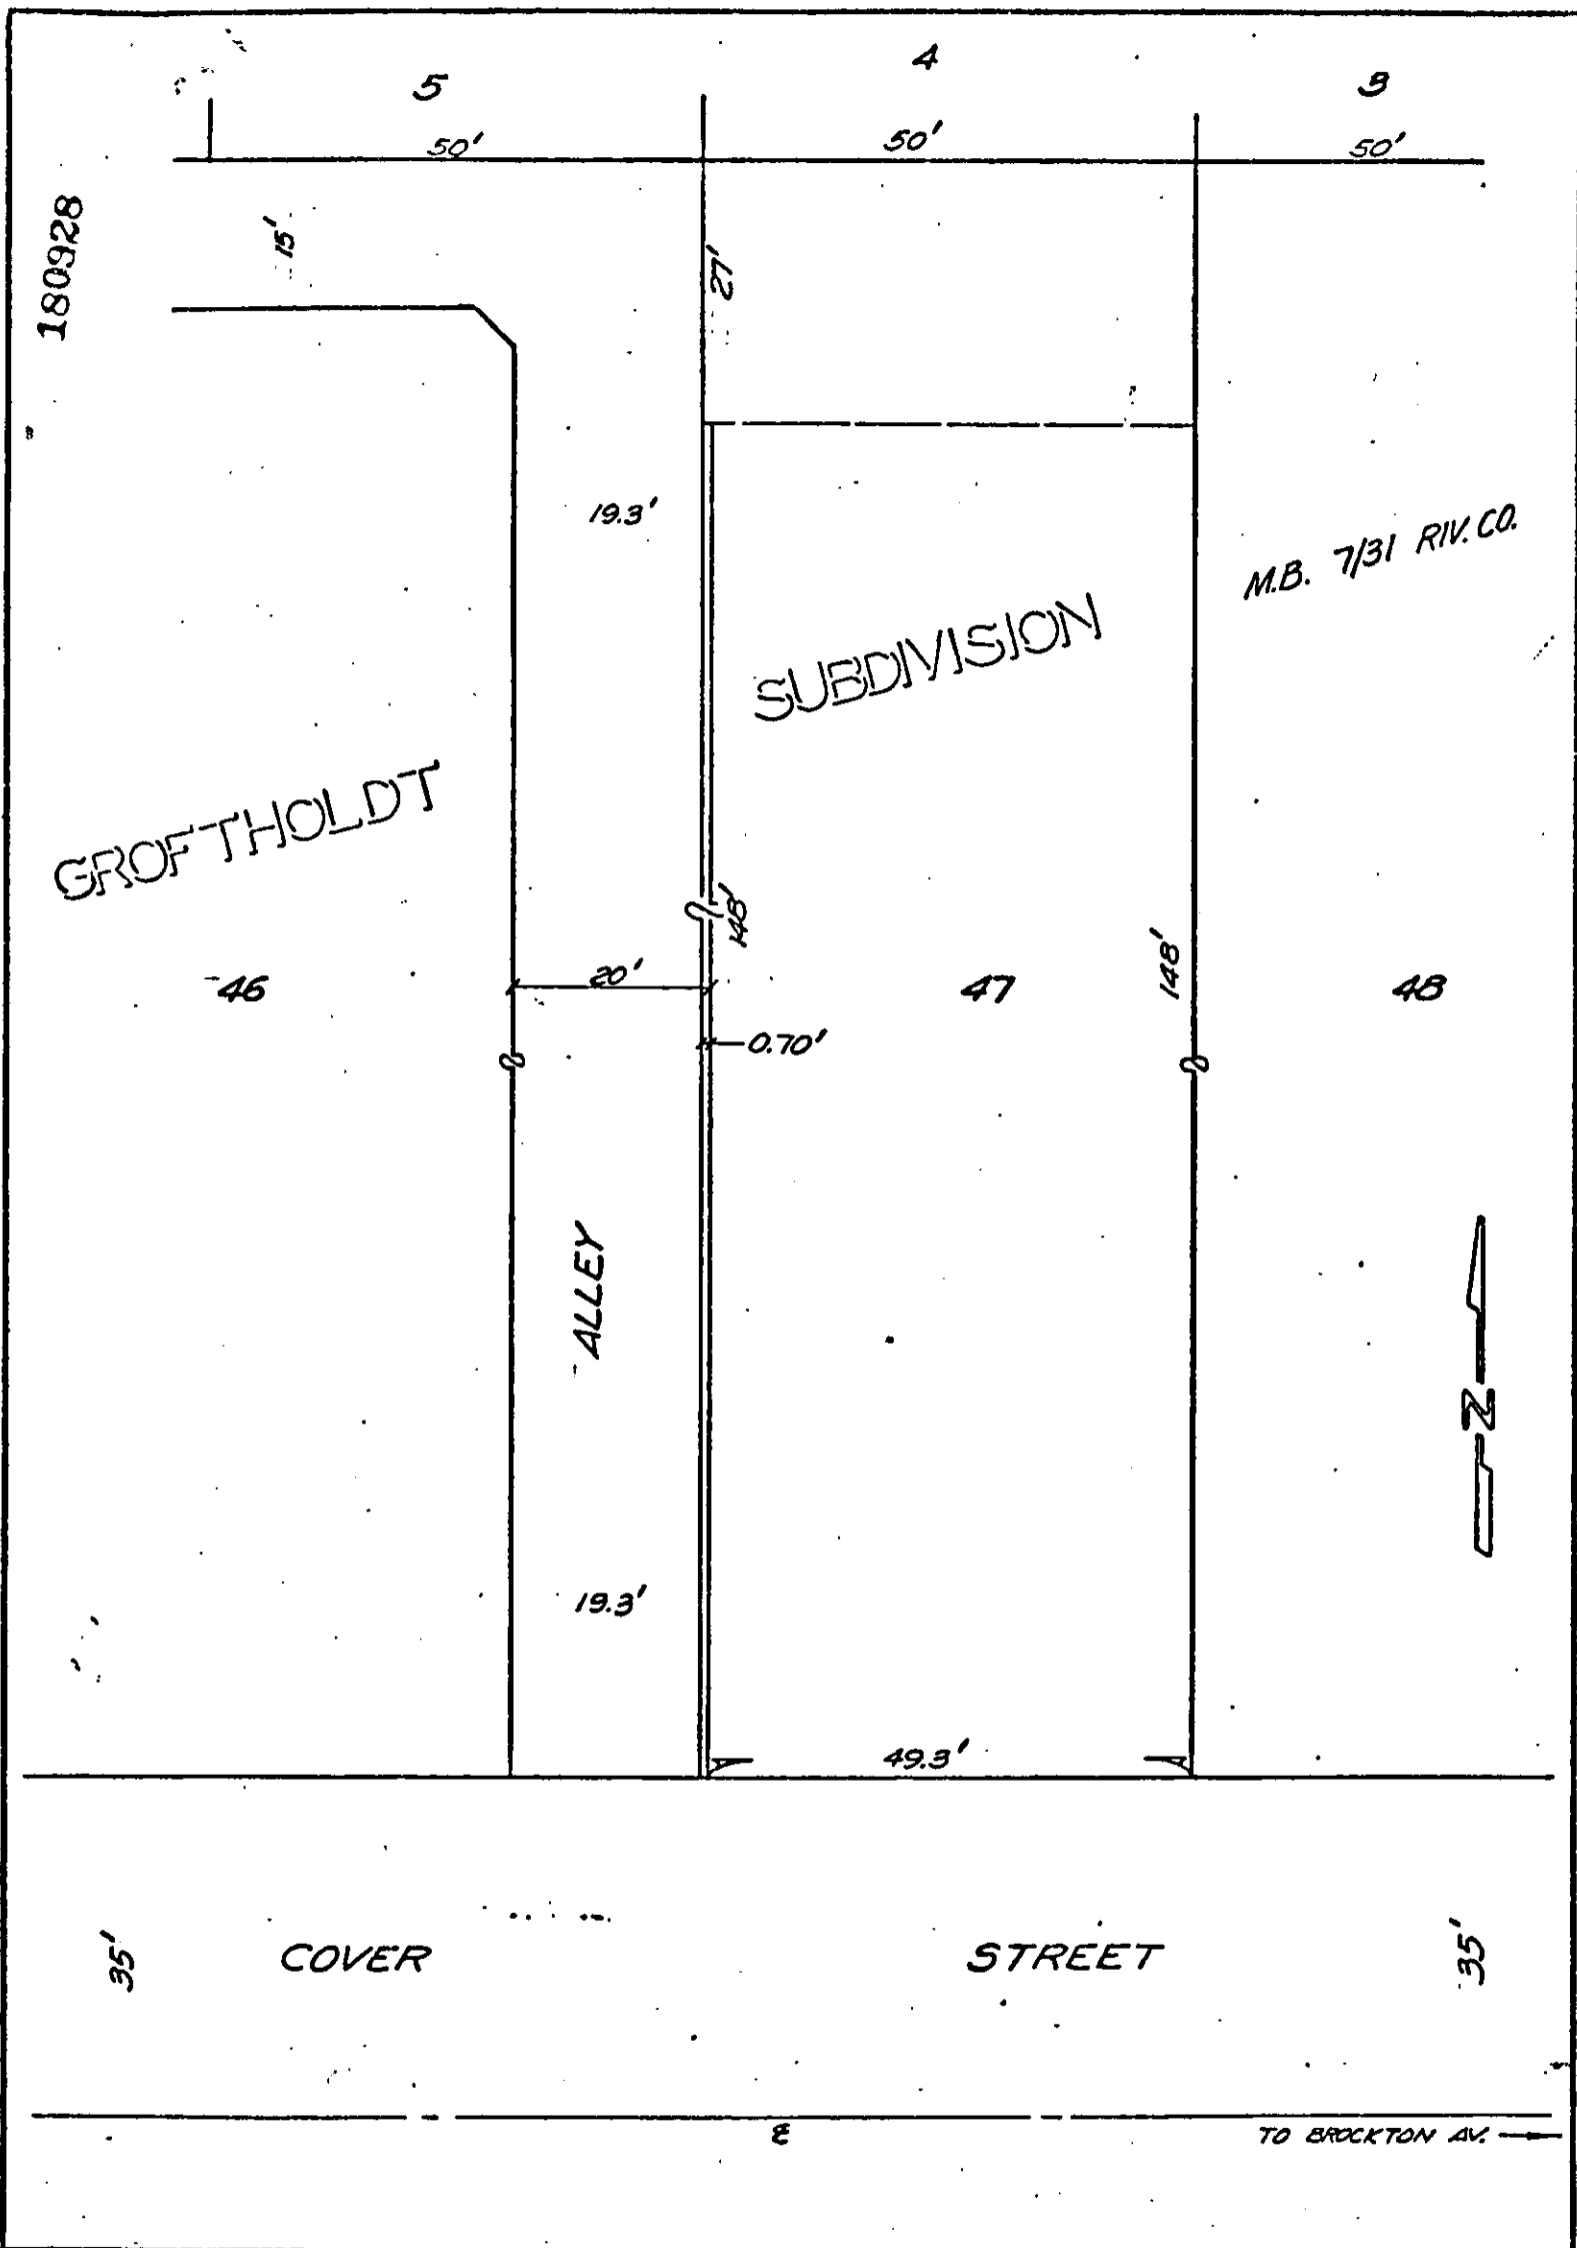 5 4 3
50' 50' 50'
180928
15'
27'
19.3'
M.B. 7/31 RIV. CO.
GROFTHOLDT SUBDIVISION
148'
148'
46 20' 47 48
0.70'
ALLEY
N
19.3'
49.3'
35' COVER STREET 35'
℄ TO BROCKTON AV.